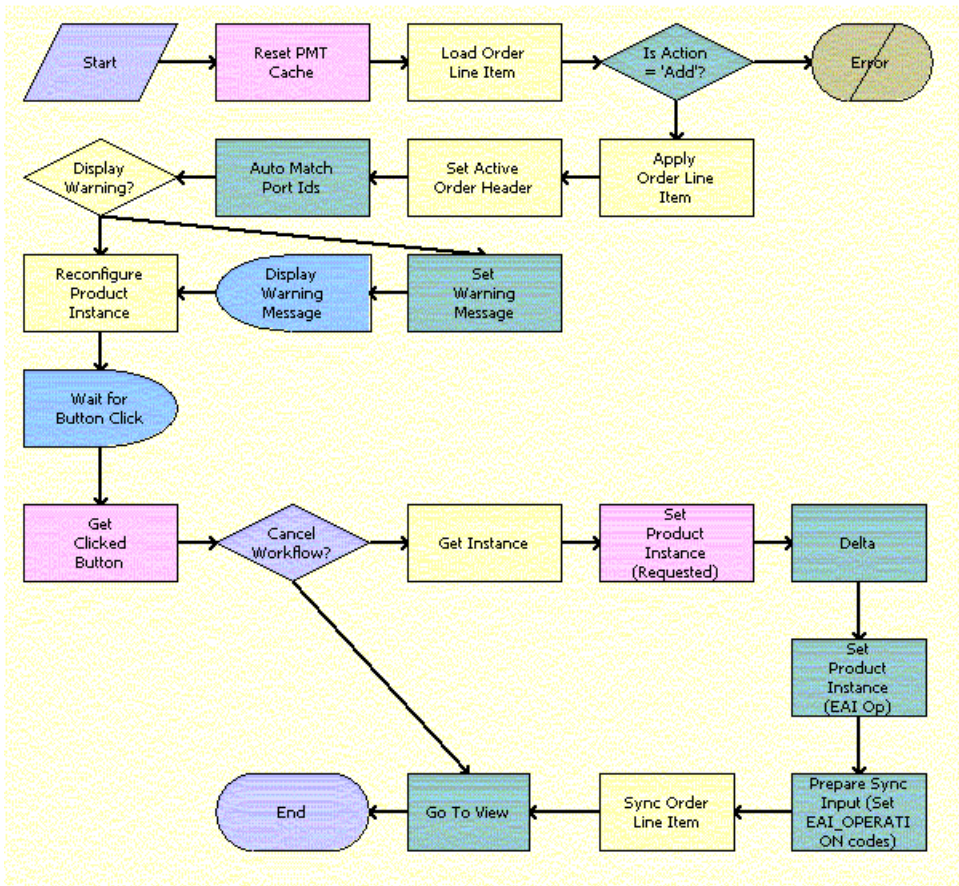 Start
Reset PMT
Cache
Load Order
Line Item
Is Action
= 'Add'?
Error
Display
Warning?
Auto Match
Port Ids
Set Active
Order Header
Apply
Order Line
Item
Reconfigure
Product
Instance
Display
Warning
Message
Set
Warning
Message
Wait for
Button Click
Get
Clicked
Button
Cancel
Workflow?
Get Instance
Set
Product
Instance
(Requested)
Delta
Set
Product
Instance
(EAI Op)
End
Go To View
Sync Order
Line Item
Prepare Sync
Input (Set
EAI_OPERATI
ON codes)